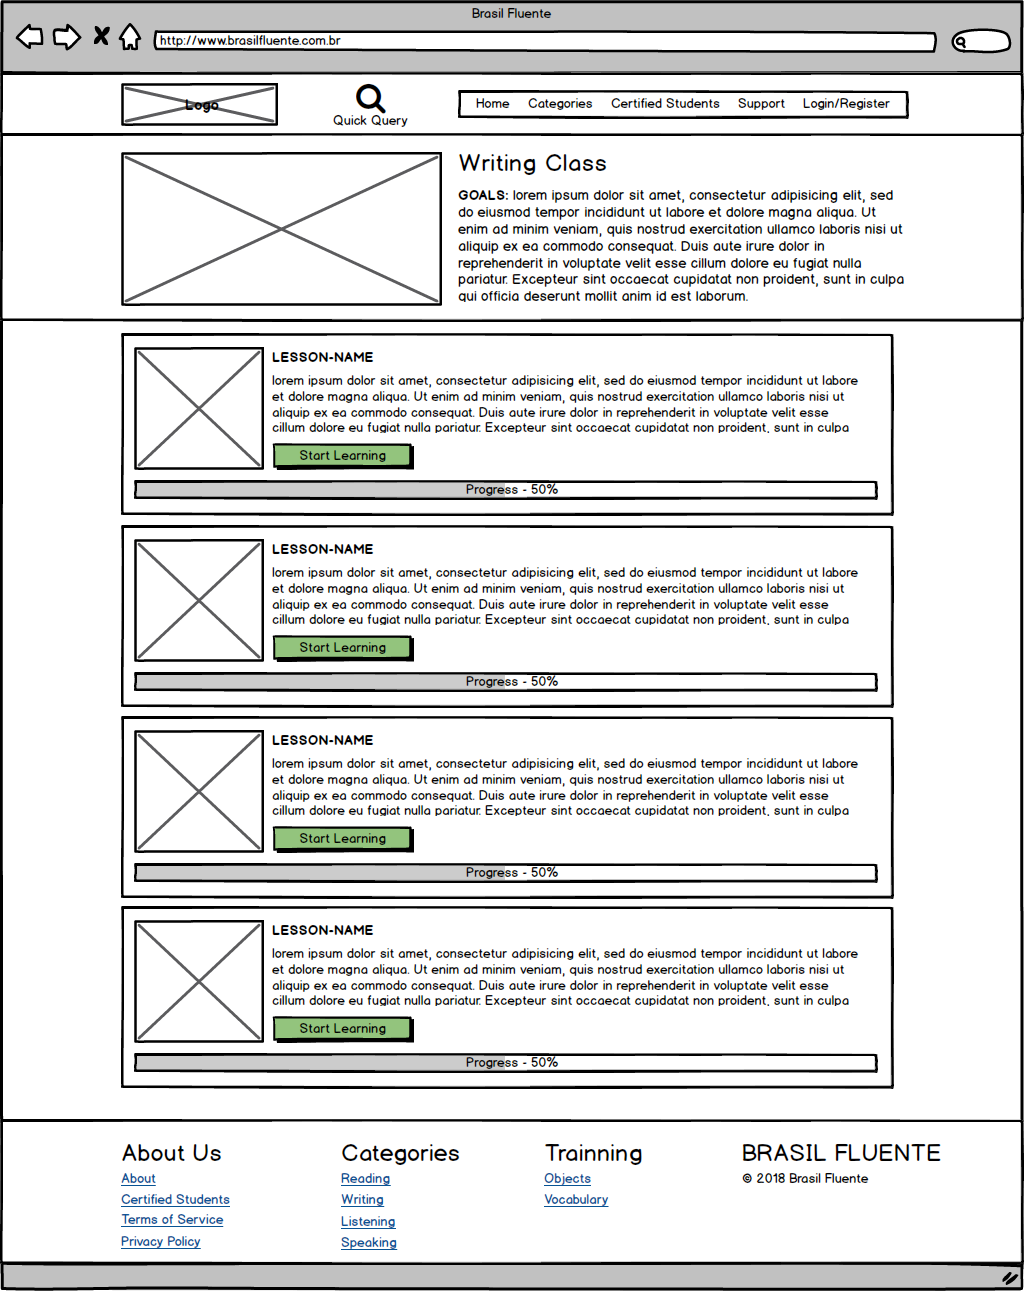 Brasil Fluente
http://www.brasilfluente.com.br
Logo
Quick Query
Home Categories Certified Students Support Login/Register
Writing Class
GOALS: lorem ipsum dolor sit amet, consectetur adipisicing elit, sed
do eiusmod tempor incididunt ut labore et dolore magna aliqua. Ut
enim ad minim veniam, quis nostrud exercitation ullamco laboris nisi ut
aliquip ex ea commodo consequat. Duis aute irure dolor in
reprehenderit in voluptate velit esse cillum dolore eu fugiat nulla
pariatur. Excepteur sint occaecat cupidatat non proident, sunt in culpa
qui officia deserunt mollit anim id est laborum.
LESSON-NAME
lorem ipsum dolor sit amet, consectetur adipisicing elit, sed do eiusmod tempor incididunt ut labore
et dolore magna aliqua. Ut enim ad minim veniam, quis nostrud exercitation ullamco laboris nisi ut
aliquip ex ea commodo consequat. Duis aute irure dolor in reprehenderit in voluptate velit esse
cillum dolore eu fugiat nulla pariatur. Excepteur sint occaecat cupidatat non proident, sunt in culpa
Start Learning
Progress - 50%
LESSON-NAME
lorem ipsum dolor sit amet, consectetur adipisicing elit, sed do eiusmod tempor incididunt ut labore
et dolore magna aliqua. Ut enim ad minim veniam, quis nostrud exercitation ullamco laboris nisi ut
aliquip ex ea commodo consequat. Duis aute irure dolor in reprehenderit in voluptate velit esse
cillum dolore eu fugiat nulla pariatur. Excepteur sint occaecat cupidatat non proident, sunt in culpa
Start Learning
Progress - 50%
LESSON-NAME
lorem ipsum dolor sit amet, consectetur adipisicing elit, sed do eiusmod tempor incididunt ut labore
et dolore magna aliqua. Ut enim ad minim veniam, quis nostrud exercitation ullamco laboris nisi ut
aliquip ex ea commodo consequat. Duis aute irure dolor in reprehenderit in voluptate velit esse
cillum dolore eu fugiat nulla pariatur. Excepteur sint occaecat cupidatat non proident, sunt in culpa
Start Learning
Progress - 50%
LESSON-NAME
lorem ipsum dolor sit amet, consectetur adipisicing elit, sed do eiusmod tempor incididunt ut labore
et dolore magna aliqua. Ut enim ad minim veniam, quis nostrud exercitation ullamco laboris nisi ut
aliquip ex ea commodo consequat. Duis aute irure dolor in reprehenderit in voluptate velit esse
cillum dolore eu fugiat nulla pariatur. Excepteur sint occaecat cupidatat non proident, sunt in culpa
Start Learning
Progress - 50%
About Us
About
Certified Students
Terms of Service
Privacy Policy
Categories
Reading
Writing
Listening
Speaking
Trainning
Objects
Vocabulary
BRASIL FLUENTE
© 2018 Brasil Fluente